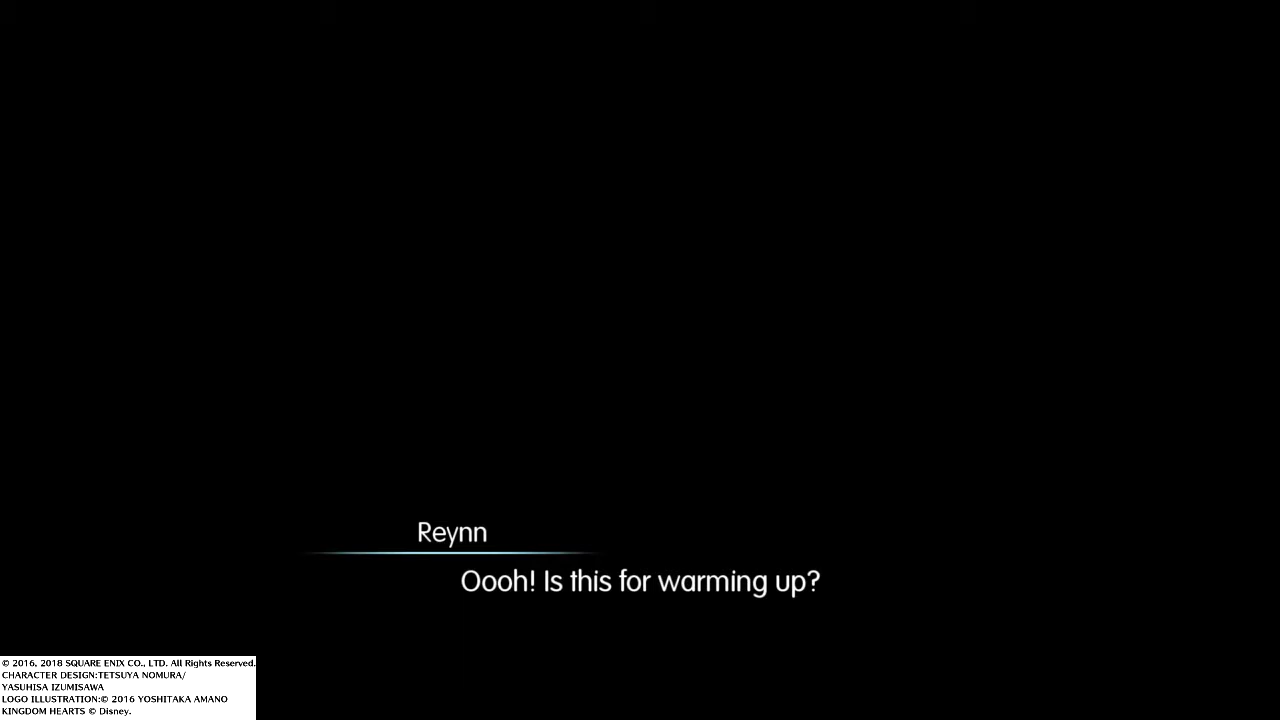 Reynn
Oooh! Is this for warming up?
© 2016, 2018 SQUARE ENIX CO., LTD. All Rights Reserved.
CHARACTER DESIGN:TETSUYA NOMURA/
YASUHISA IZUMISAWA
LOGO ILLUSTRATION:© 2016 YOSHITAKA AMANO
KINGDOM HEARTS © Disney.